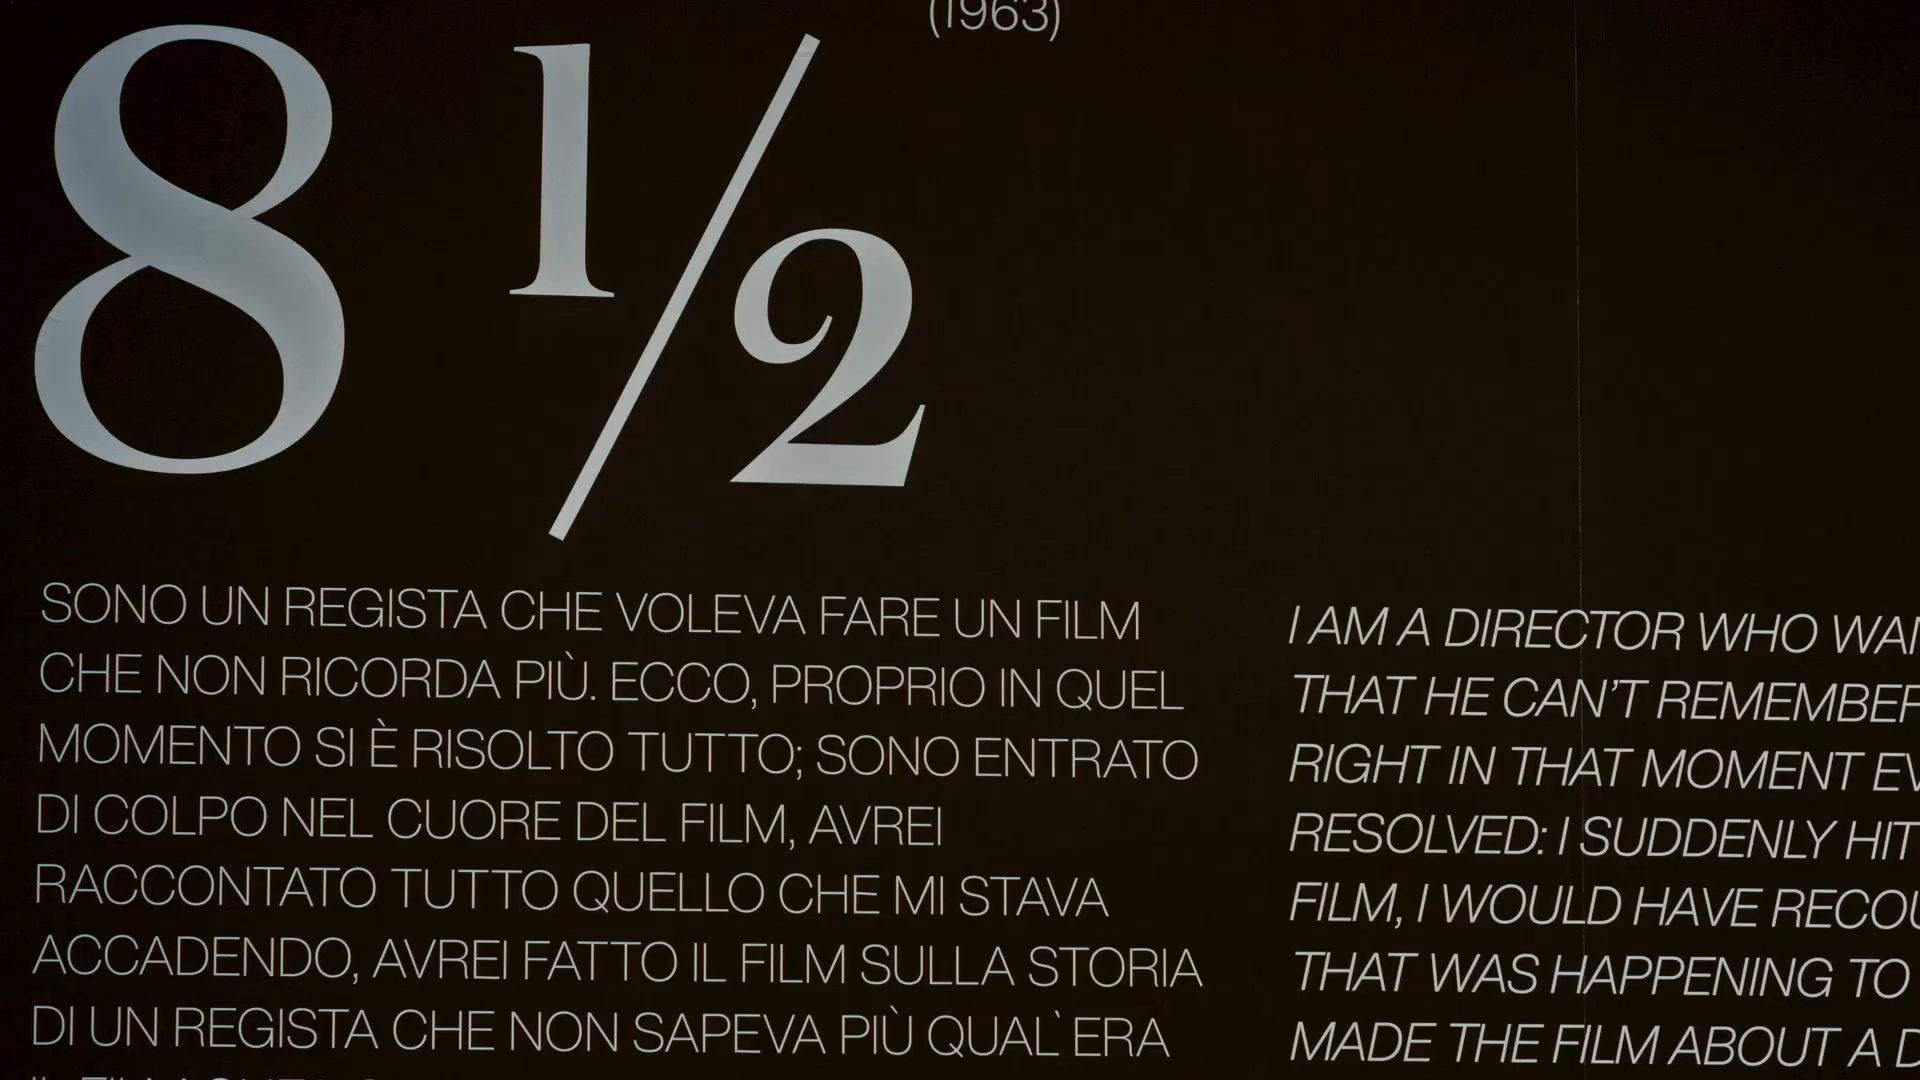 (1963)
8 1/2
SONO UN REGISTA CHE VOLEVA FARE UN FILM
CHE NON RICORDA PIÙ. ECCO, PROPRIO IN QUEL
MOMENTO SI È RISOLTO TUTTO; SONO ENTRATO
DI COLPO NEL CUORE DEL FILM, AVREI
RACCONTATO TUTTO QUELLO CHE MI STAVA
ACCADENDO, AVREI FATTO IL FILM SULLA STORIA
DI UN REGISTA CHE NON SAPEVA PIÙ QUAL`ERA
I AM A DIRECTOR WHO
THAT HE CAN'T REMEMBER
RIGHT IN THAT MOMENT
RESOLVED: I SUDDENLY HIT
FILM, I WOULD HAVE
THAT WAS HAPPENING TO
MADE THE FILM ABOUT A